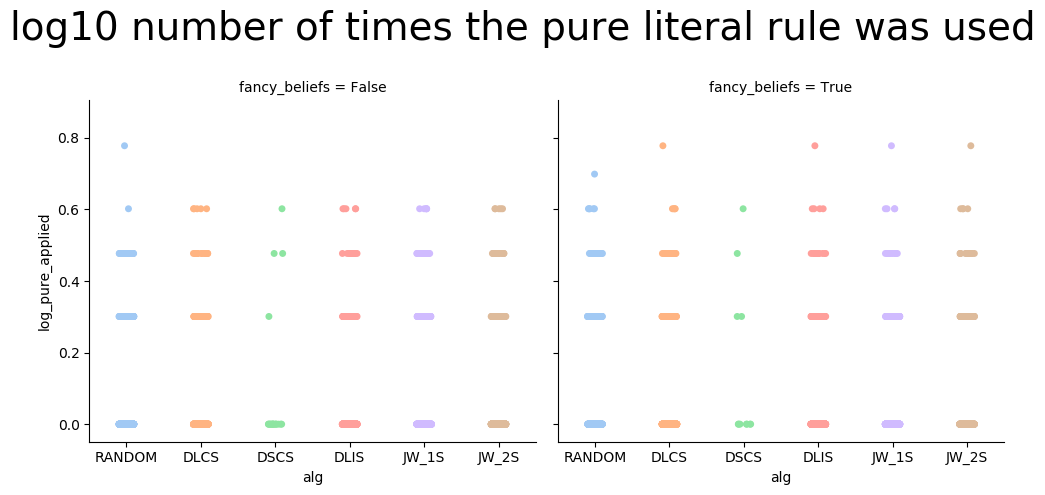 log10 number of times the pure literal rule was used
fancy_beliefs = False
fancy_beliefs = True
log_pure_applied
0.8
0.6
0.4
0.2
0.0
RANDOM DLCS DSCS DLIS JW_1S JW_2S
RANDOM DLCS DSCS DLIS JW_1S JW_2S
alg
alg